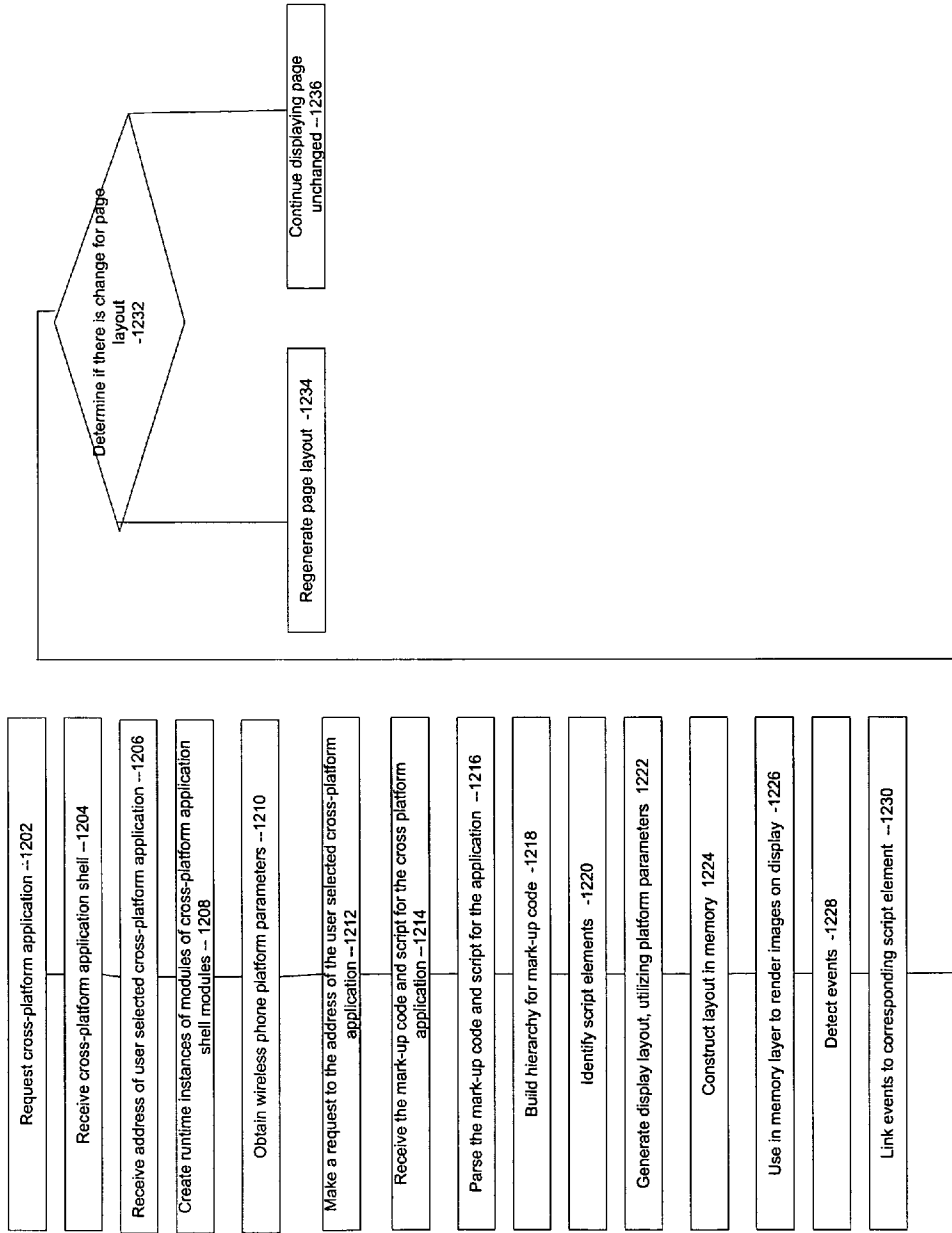 Request cross-platform application --1202
Receive cross-platform application shell --1204
Receive address of user selected cross-platform application --1206
Create runtime instances of modules of cross-platform application
shell modules -- 1208
Obtain wireless phone platform parameters --1210
Make a request to the address of the user selected cross-platform
application --1212
Receive the mark-up code and script for the cross platform
application --1214
Parse the mark-up code and script for the application --1216
Build hierarchy for mark-up code -1218
Identify script elements -1220
Generate display layout, utilizing platform parameters 1222
Construct layout in memory 1224
Use in memory layer to render images on display -1226
Detect events -1228
Link events to corresponding script element --1230
Determine if there is change for page
layout
-1232
Regenerate page layout -1234
Continue displaying page
unchanged --1236